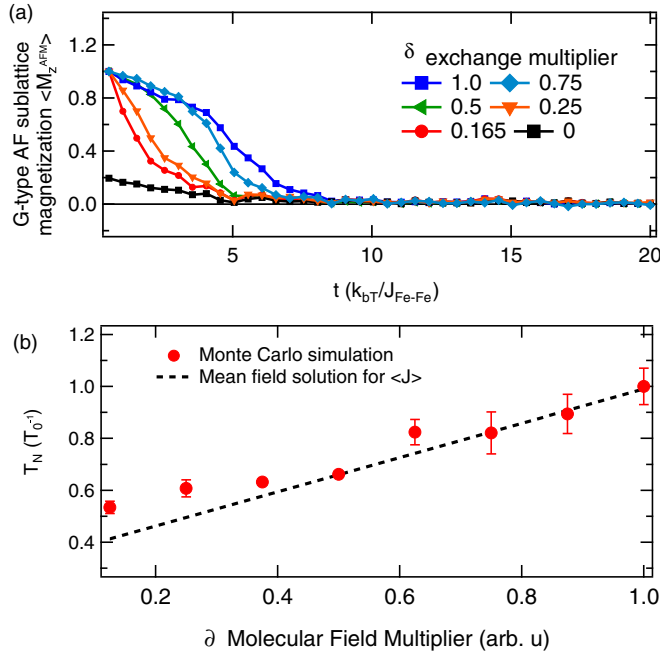 (a)
G-type AF sublattice
magnetization <M_Z^AFM>
1.2
0.8
0.4
0.0
δ exchange multiplier
1.0 0.75
0.5 0.25
0.165 0
5 10 15 20
t (k_bT/J_Fe-Fe)
(b)
T_N (T_0^-1)
1.2
1.0
0.8
0.6
0.4
Monte Carlo simulation
Mean field solution for <J>
0.2 0.4 0.6 0.8 1.0
∂ Molecular Field Multiplier (arb. u)